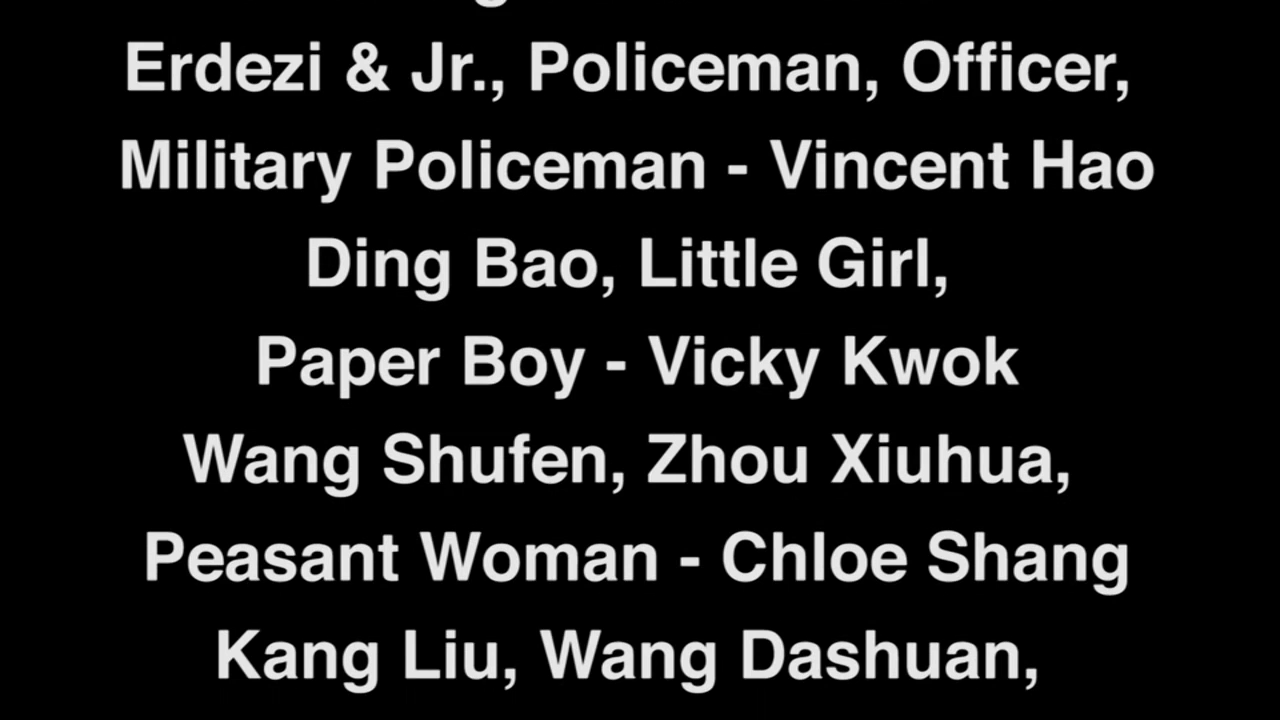 Erdezi & Jr., Policeman, Officer,
Military Policeman - Vincent Hao
Ding Bao, Little Girl,
Paper Boy - Vicky Kwok
Wang Shufen, Zhou Xiuhua,
Peasant Woman - Chloe Shang
Kang Liu, Wang Dashuan,